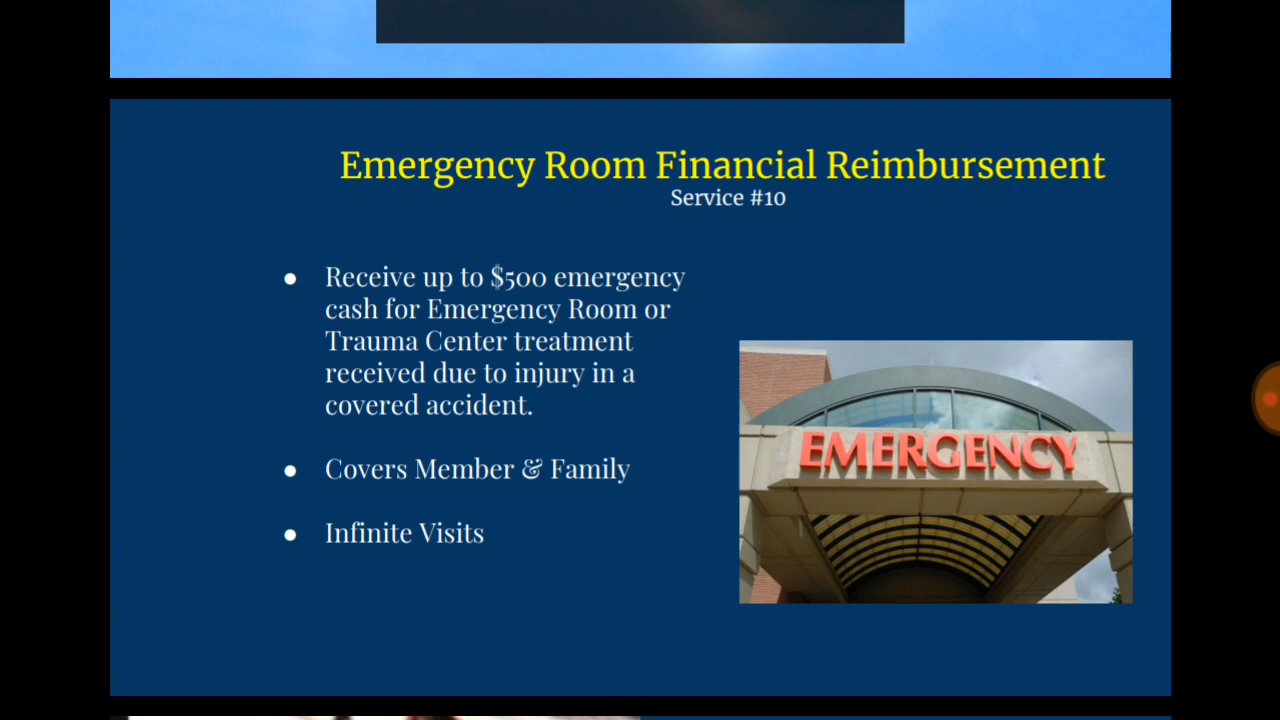 Emergency Room Financial Reimbursement
Service #10
● Receive up to $500 emergency
cash for Emergency Room or
Trauma Center treatment
received due to injury in a
covered accident.
● Covers Member & Family
● Infinite Visits
EMERGENCY